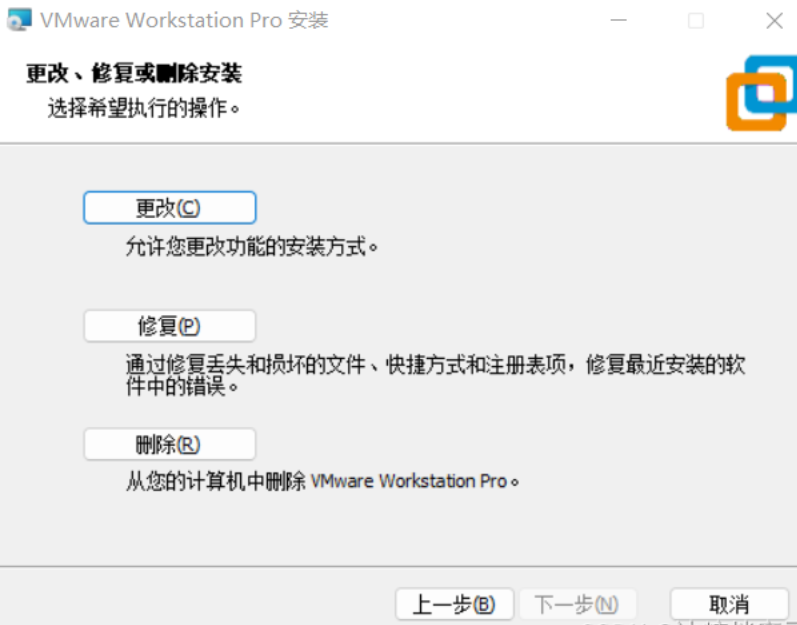 VMware Workstation Pro 安装
更改、修复或删除安装
选择希望执行的操作。
更改(C)
允许您更改功能的安装方式。
修复(P)
通过修复丢失和损坏的文件、快捷方式和注册表项，修复最近安装的软
件中的错误。
删除(R)
从您的计算机中删除 VMware Workstation Pro。
上一步(B)
下一步(N)
取消